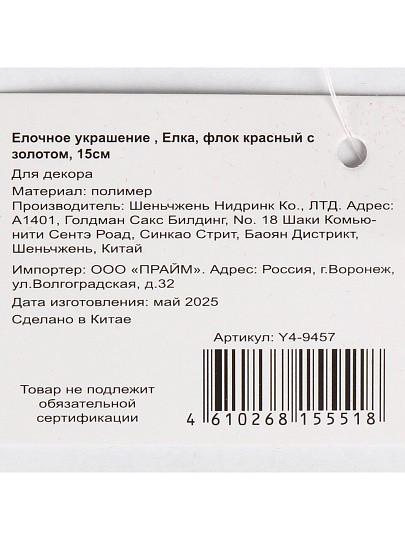 Елочное украшение , Елка, флок красный с
золотом, 15см
Для декора
Материал: полимер
Производитель: Шеньчжень Нидринк Ко., ЛТД. Адрес:
А1401, Голдман Сакс Билдинг, No. 18 Шаки Комью-
нити Сентэ Роад, Синкао Стрит, Баоян Дистрикт,
Шеньчжень, Китай
Импортер: ООО «ПРАЙМ». Адрес: Россия, г.Воронеж,
ул.Волгоградская, д.32
Дата изготовления: май 2025
Сделано в Китае
Артикул: Y4-9457
Товар не подлежит
обязательной
сертификации
4 610268 155518